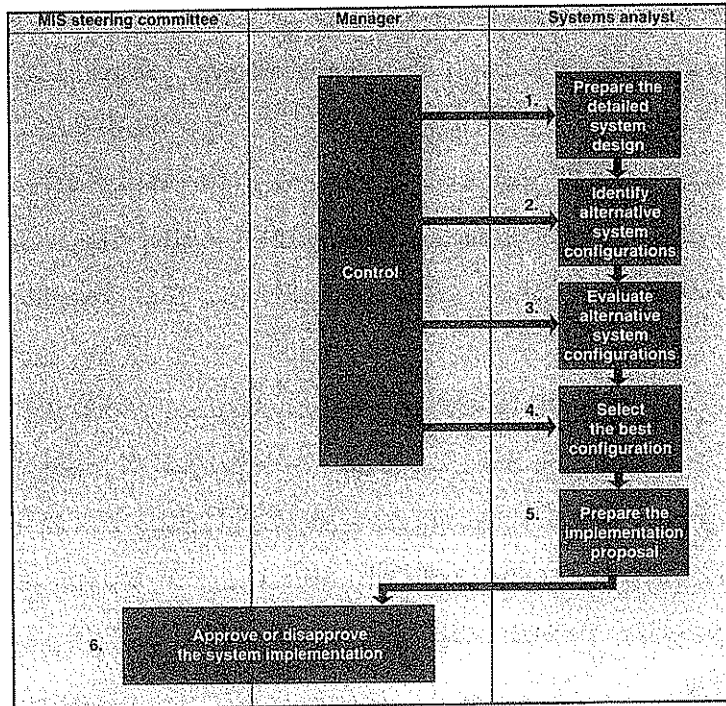 MIS steering committee
Manager
Systems analyst
Control
1.
Prepare the
detailed
system
design
2.
Identify
alternative
system
configurations
3.
Evaluate
alternative
system
configurations
4.
Select
the best
configuration
5.
Prepare the
implementation
proposal
6.
Approve or disapprove
the system implementation